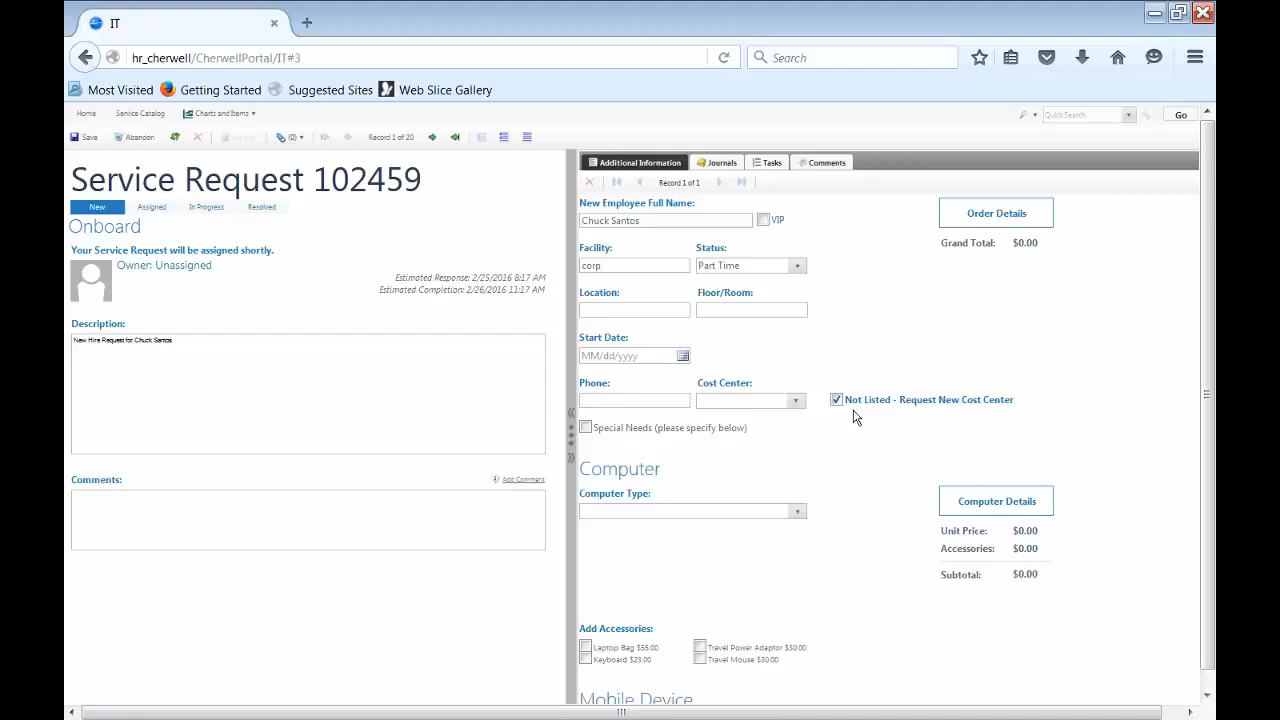 IT
hr_cherwell/CherwellPortal/IT#3
Search
Most Visited Getting Started Suggested Sites Web Slice Gallery
Home Service Catalog Charts and Items Quick Search Go
Save Abandon (0) Record 1 of 20
Service Request 102459
New Assigned In Progress Resolved
Onboard
Your Service Request will be assigned shortly.
Owner: Unassigned
Estimated Response: 2/25/2016 8:17 AM
Estimated Completion: 2/26/2016 11:17 AM
Description:
New Hire Request for Chuck Santos
Comments:
Add Comment
Additional Information Journals Tasks Comments
Record 1 of 1
New Employee Full Name:
Chuck Santos VIP
Order Details
Grand Total: $0.00
Facility: Status:
corp Part Time
Location: Floor/Room:
Start Date:
MM/dd/yyyy
Phone: Cost Center:
Not Listed - Request New Cost Center
Special Needs (please specify below)
Computer
Computer Type:
Computer Details
Unit Price: $0.00
Accessories: $0.00
Subtotal: $0.00
Add Accessories:
Laptop Bag $55.00 Travel Power Adaptor $30.00
Keyboard $23.00 Travel Mouse $30.00
Mobile Device